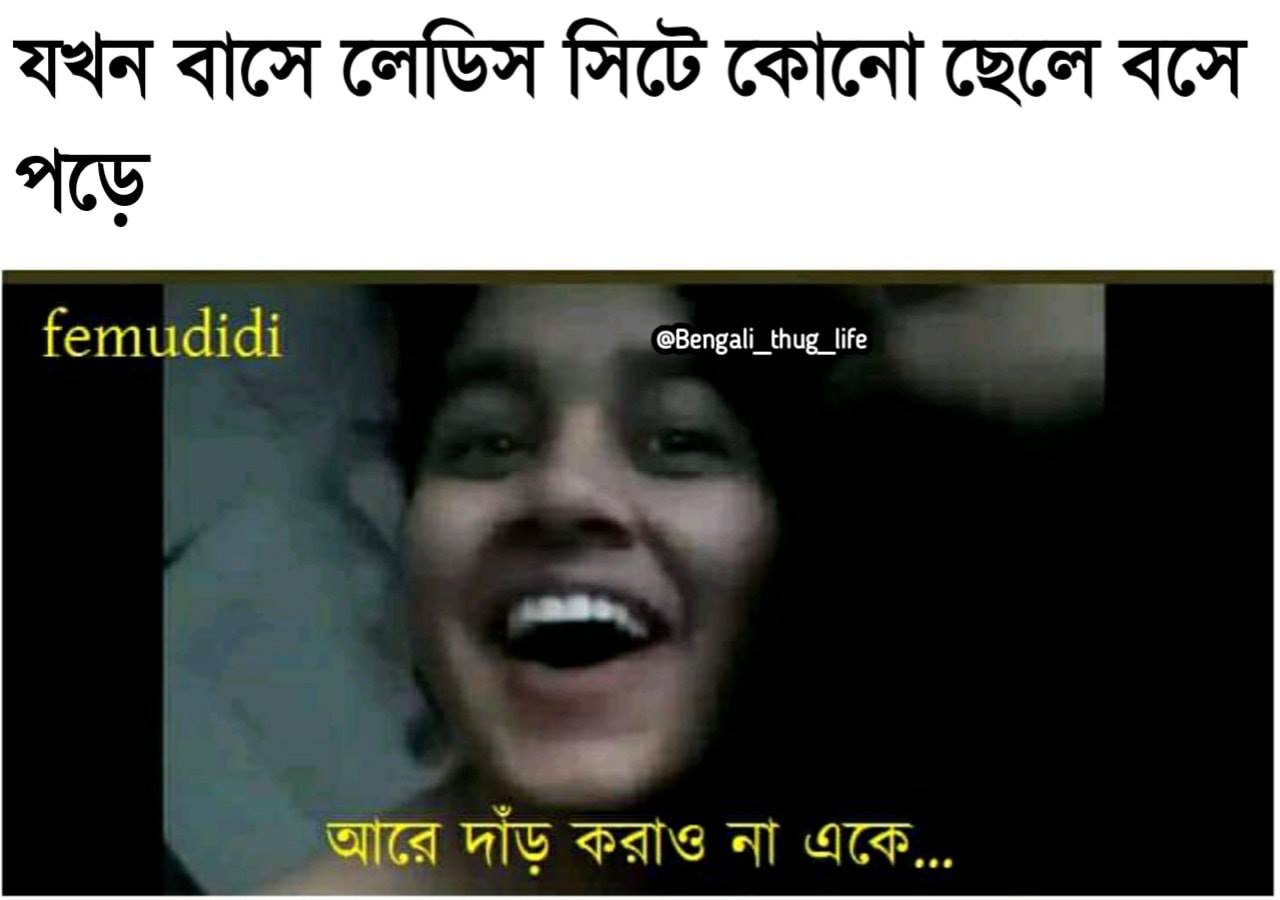 যখন বাসে লেডিস সিটে কোনো ছেলে বসে
পড়ে
femudidi
@Bengali_thug_life
আরে দাঁড় করাও না একে...